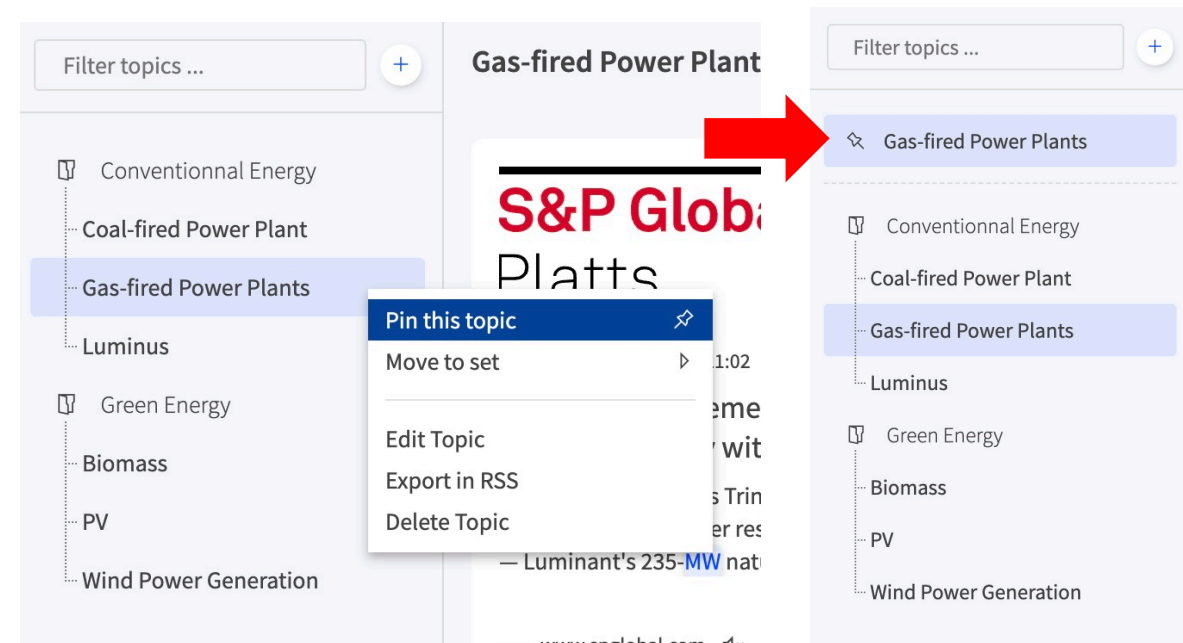 Filter topics ...
+
Conventionnal Energy
Coal-fired Power Plant
Gas-fired Power Plants
Luminus
Green Energy
Biomass
PV
Wind Power Generation
Gas-fired Power Plant
S&P Globa
Platts
Pin this topic
Move to set
Edit Topic
Export in RSS
Delete Topic
1:02
eme
wit
s Trin
er res
— Luminant's 235-MW nat
Filter topics ...
+
Gas-fired Power Plants
Conventionnal Energy
Coal-fired Power Plant
Gas-fired Power Plants
Luminus
Green Energy
Biomass
PV
Wind Power Generation